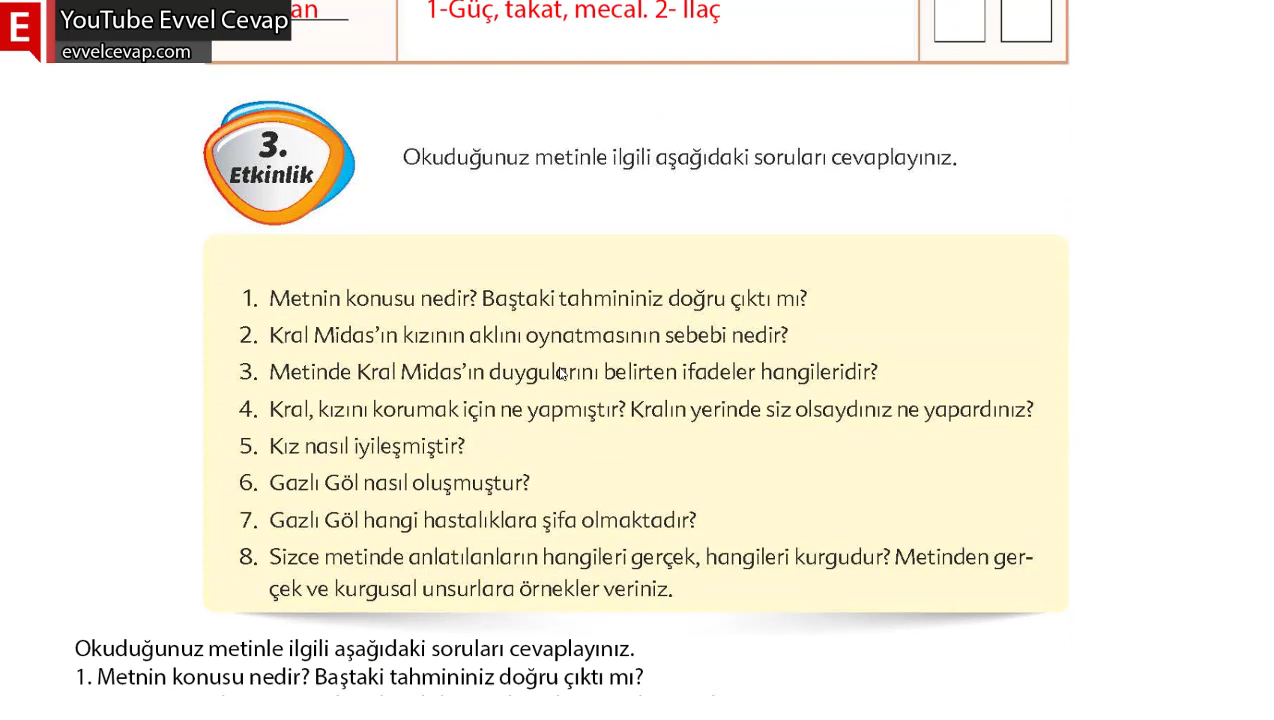 YouTube Evvel Cevap
evvelcevap.com
an
1-Güç, takat, mecal. 2- İlaç
3.
Etkinlik
Okuduğunuz metinle ilgili aşağıdaki soruları cevaplayınız.
1. Metnin konusu nedir? Baştaki tahmininiz doğru çıktı mı?
2. Kral Midas’ın kızının aklını oynatmasının sebebi nedir?
3. Metinde Kral Midas’ın duygularını belirten ifadeler hangileridir?
4. Kral, kızını korumak için ne yapmıştır? Kralın yerinde siz olsaydınız ne yapardınız?
5. Kız nasıl iyileşmiştir?
6. Gazlı Göl nasıl oluşmuştur?
7. Gazlı Göl hangi hastalıklara şifa olmaktadır?
8. Sizce metinde anlatılanların hangileri gerçek, hangileri kurgudur? Metinden ger-
çek ve kurgusal unsurlara örnekler veriniz.
Okuduğunuz metinle ilgili aşağıdaki soruları cevaplayınız.
1. Metnin konusu nedir? Baştaki tahmininiz doğru çıktı mı?